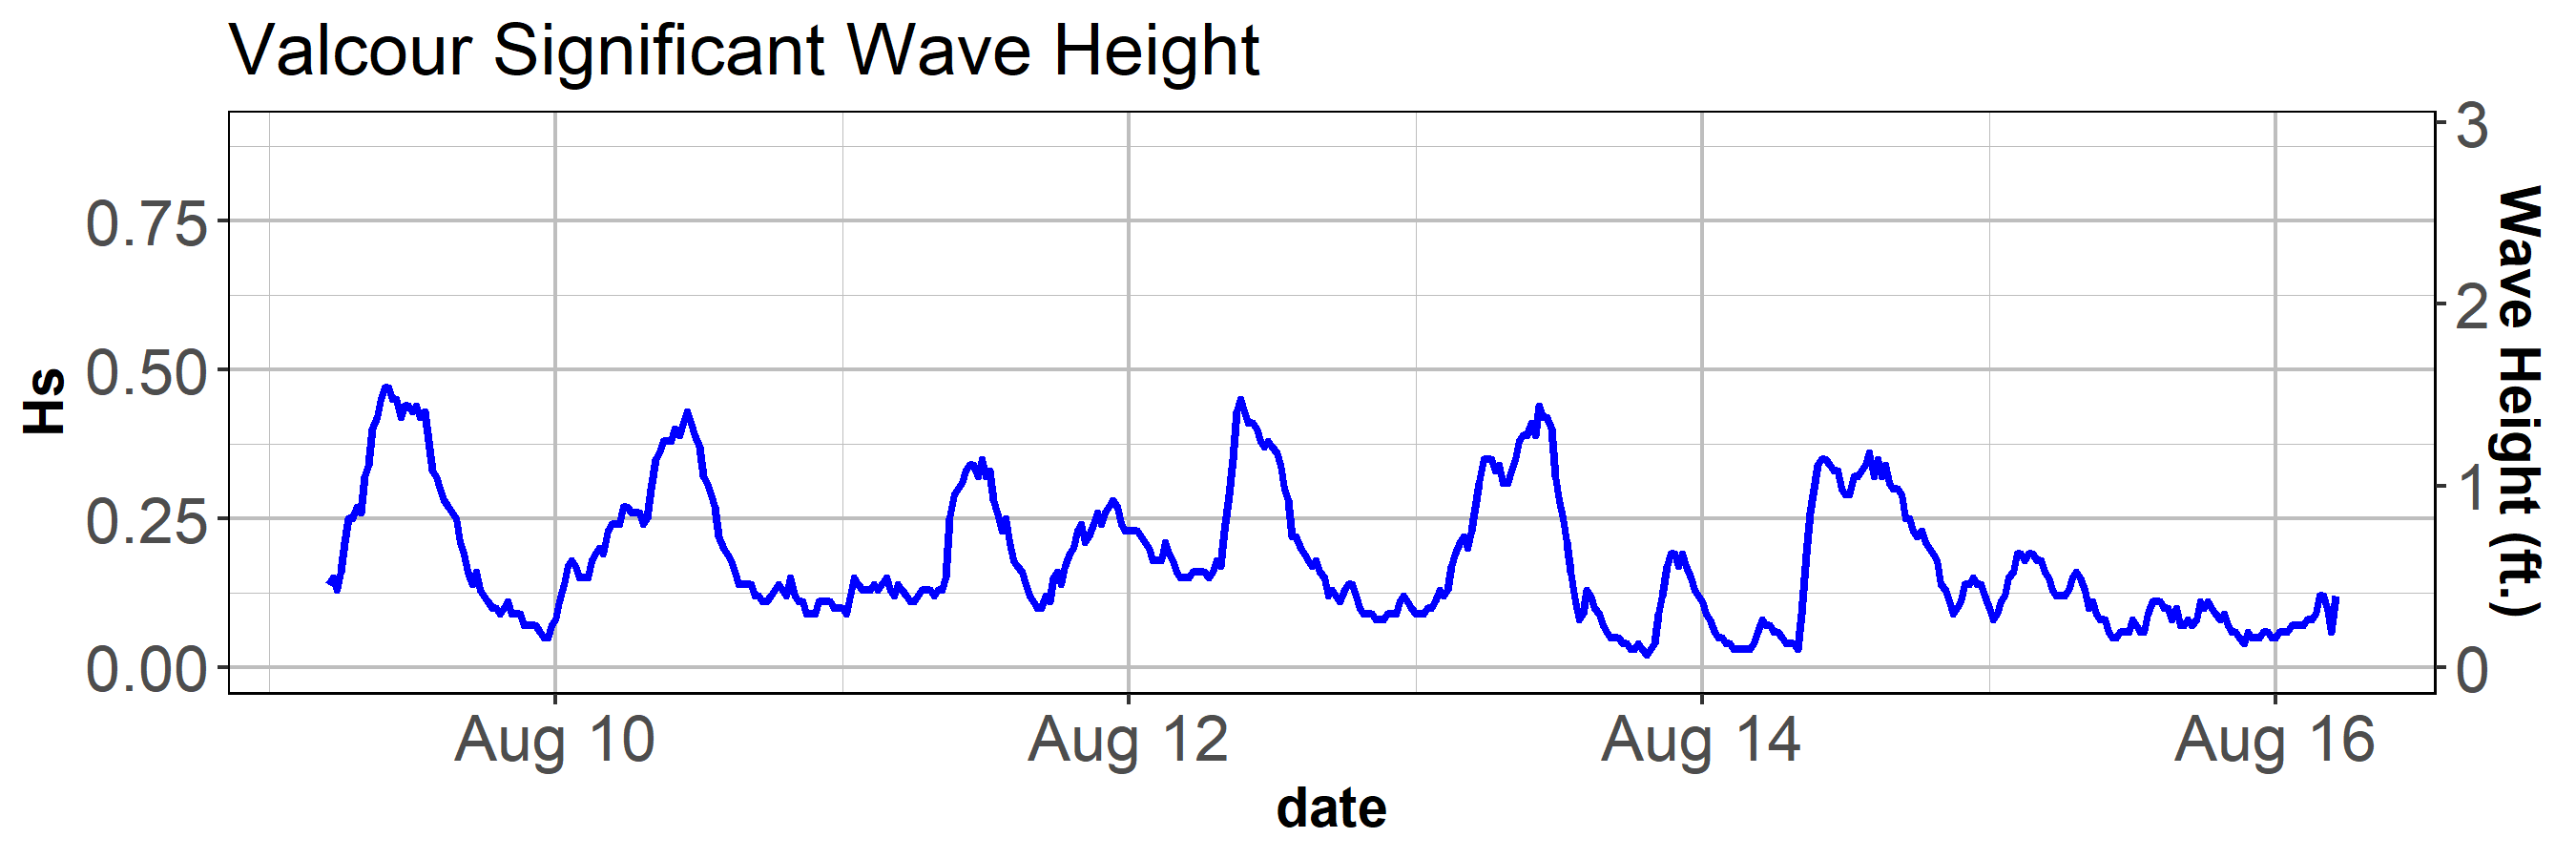 Valcour Significant Wave Height
3
0.75
2
0.50
1
0.25
0.00
0
Hs
Wave Height (ft.)
Aug 10
Aug 12
Aug 14
Aug 16
date